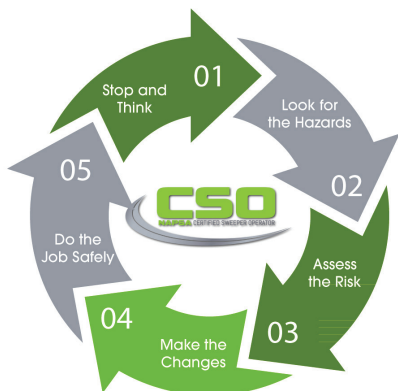 01
Stop and
Think
Look for
the Hazards
02
Assess
the Risk
03
Make the
Changes
04
Do the
Job Safely
05
CSO
NAPSA CERTIFIED SWEEPER OPERATOR